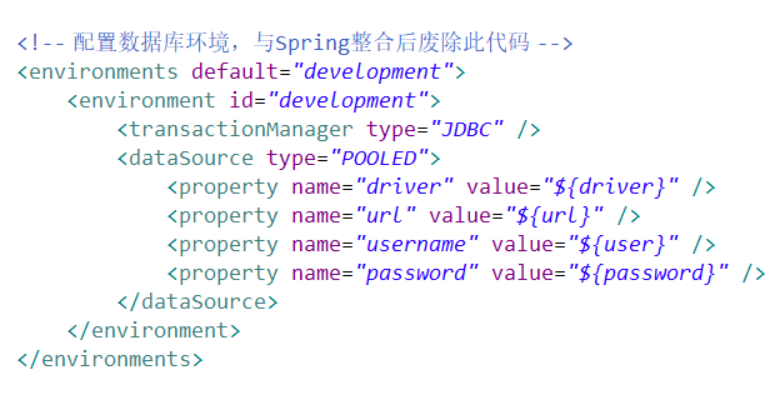 <!-- 配置数据库环境，与Spring整合后废除此代码 -->
<environments default="development">
    <environment id="development">
        <transactionManager type="JDBC" />
        <dataSource type="POOLED">
            <property name="driver" value="${driver}" />
            <property name="url" value="${url}" />
            <property name="username" value="${user}" />
            <property name="password" value="${password}" />
        </dataSource>
    </environment>
</environments>